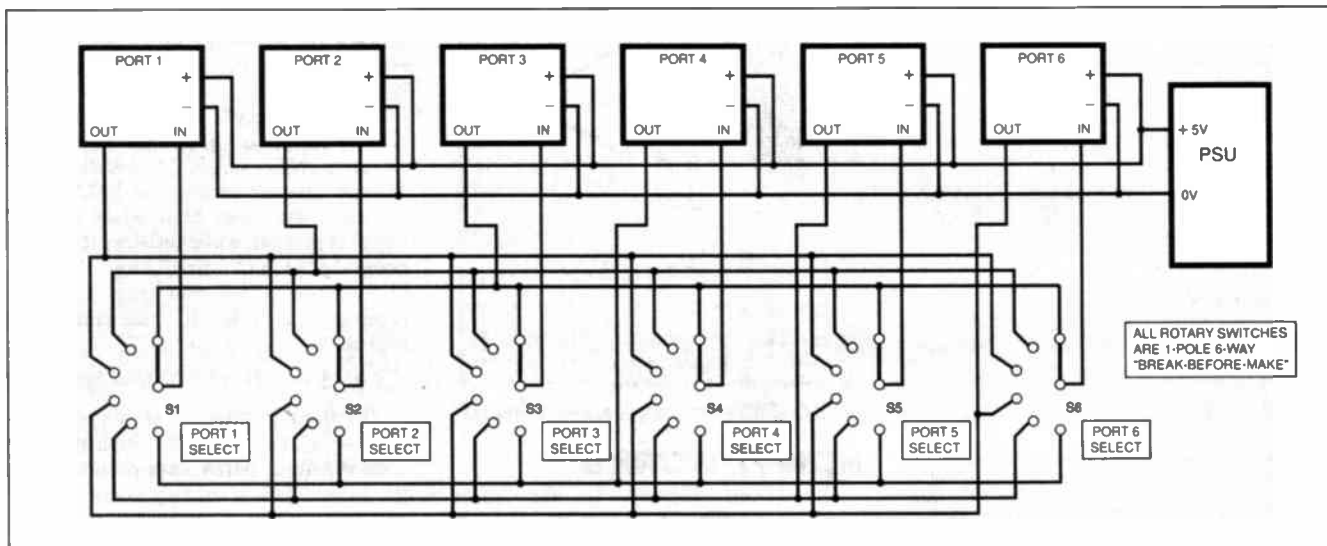 PORT 1
+
−
OUT IN
PORT 2
+
−
OUT IN
PORT 3
+
−
OUT IN
PORT 4
+
−
OUT IN
PORT 5
+
−
OUT IN
PORT 6
+
−
OUT IN
+ 5V
PSU
0V
ALL ROTARY SWITCHES
ARE 1-POLE 6-WAY
"BREAK-BEFORE-MAKE"
S1
PORT 1
SELECT
S2
PORT 2
SELECT
S3
PORT 3
SELECT
S4
PORT 4
SELECT
S5
PORT 5
SELECT
S6
PORT 6
SELECT